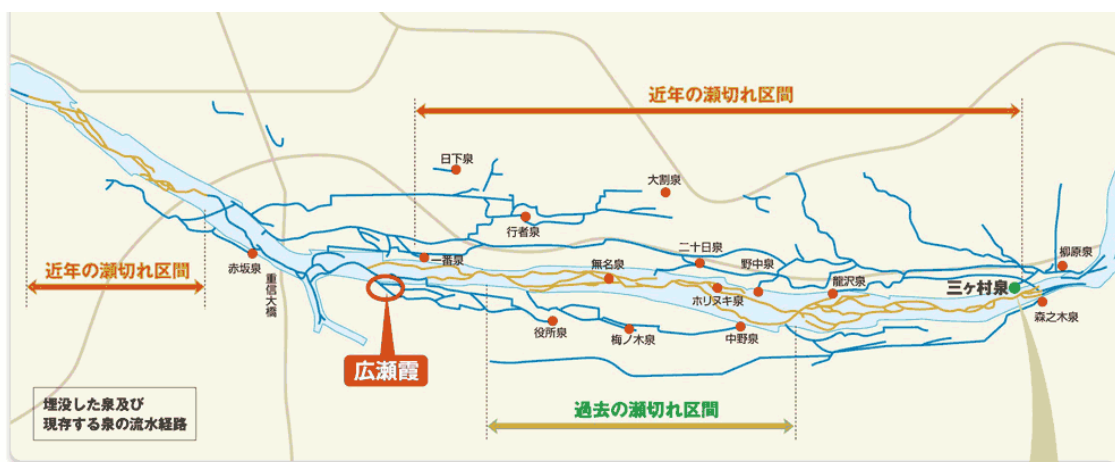 近年の瀬切れ区間
日下泉
大割泉
行者泉
二十日泉
柳原泉
一番泉
無名泉
野中泉
近年の瀬切れ区間
赤坂泉
重信大橋
ホリヌキ泉
龍沢泉
三ヶ村泉
森之木泉
役所泉
梅ノ木泉
中野泉
広瀬霞
過去の瀬切れ区間
埋没した泉及び
現存する泉の流水経路